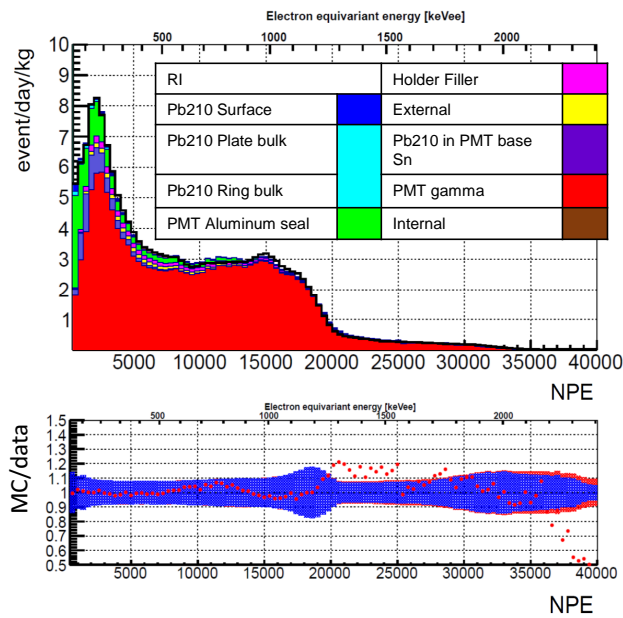 Electron equivariant energy [keVee]
500 1000 1500 2000
event/day/kg
10
9
8
7
6
5
4
3
2
1
RI
Holder Filler
Pb210 Surface
External
Pb210 Plate bulk
Pb210 in PMT base
Sn
Pb210 Ring bulk
PMT gamma
PMT Aluminum seal
Internal
5000 10000 15000 20000 25000 30000 35000 40000
NPE
Electron equivariant energy [keVee]
500 1000 1500 2000
MC/data
1.5
1.4
1.3
1.2
1.1
1
0.9
0.8
0.7
0.6
0.5
5000 10000 15000 20000 25000 30000 35000 40000
NPE